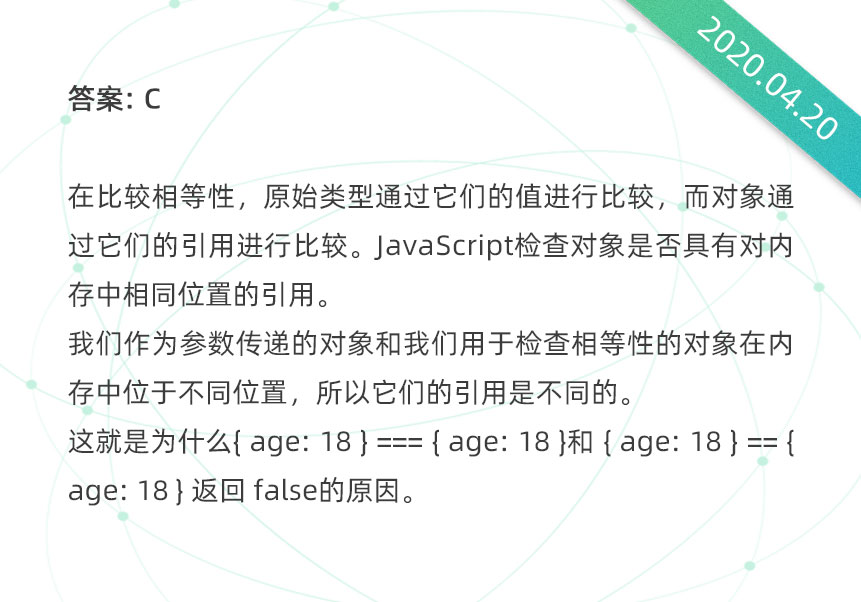 2020.04.20
答案: C
在比较相等性，原始类型通过它们的值进行比较，而对象通
过它们的引用进行比较。JavaScript检查对象是否具有对内
存中相同位置的引用。
我们作为参数传递的对象和我们用于检查相等性的对象在内
存中位于不同位置，所以它们的引用是不同的。
这就是为什么{ age: 18 } === { age: 18 }和 { age: 18 } == {
age: 18 } 返回 false的原因。